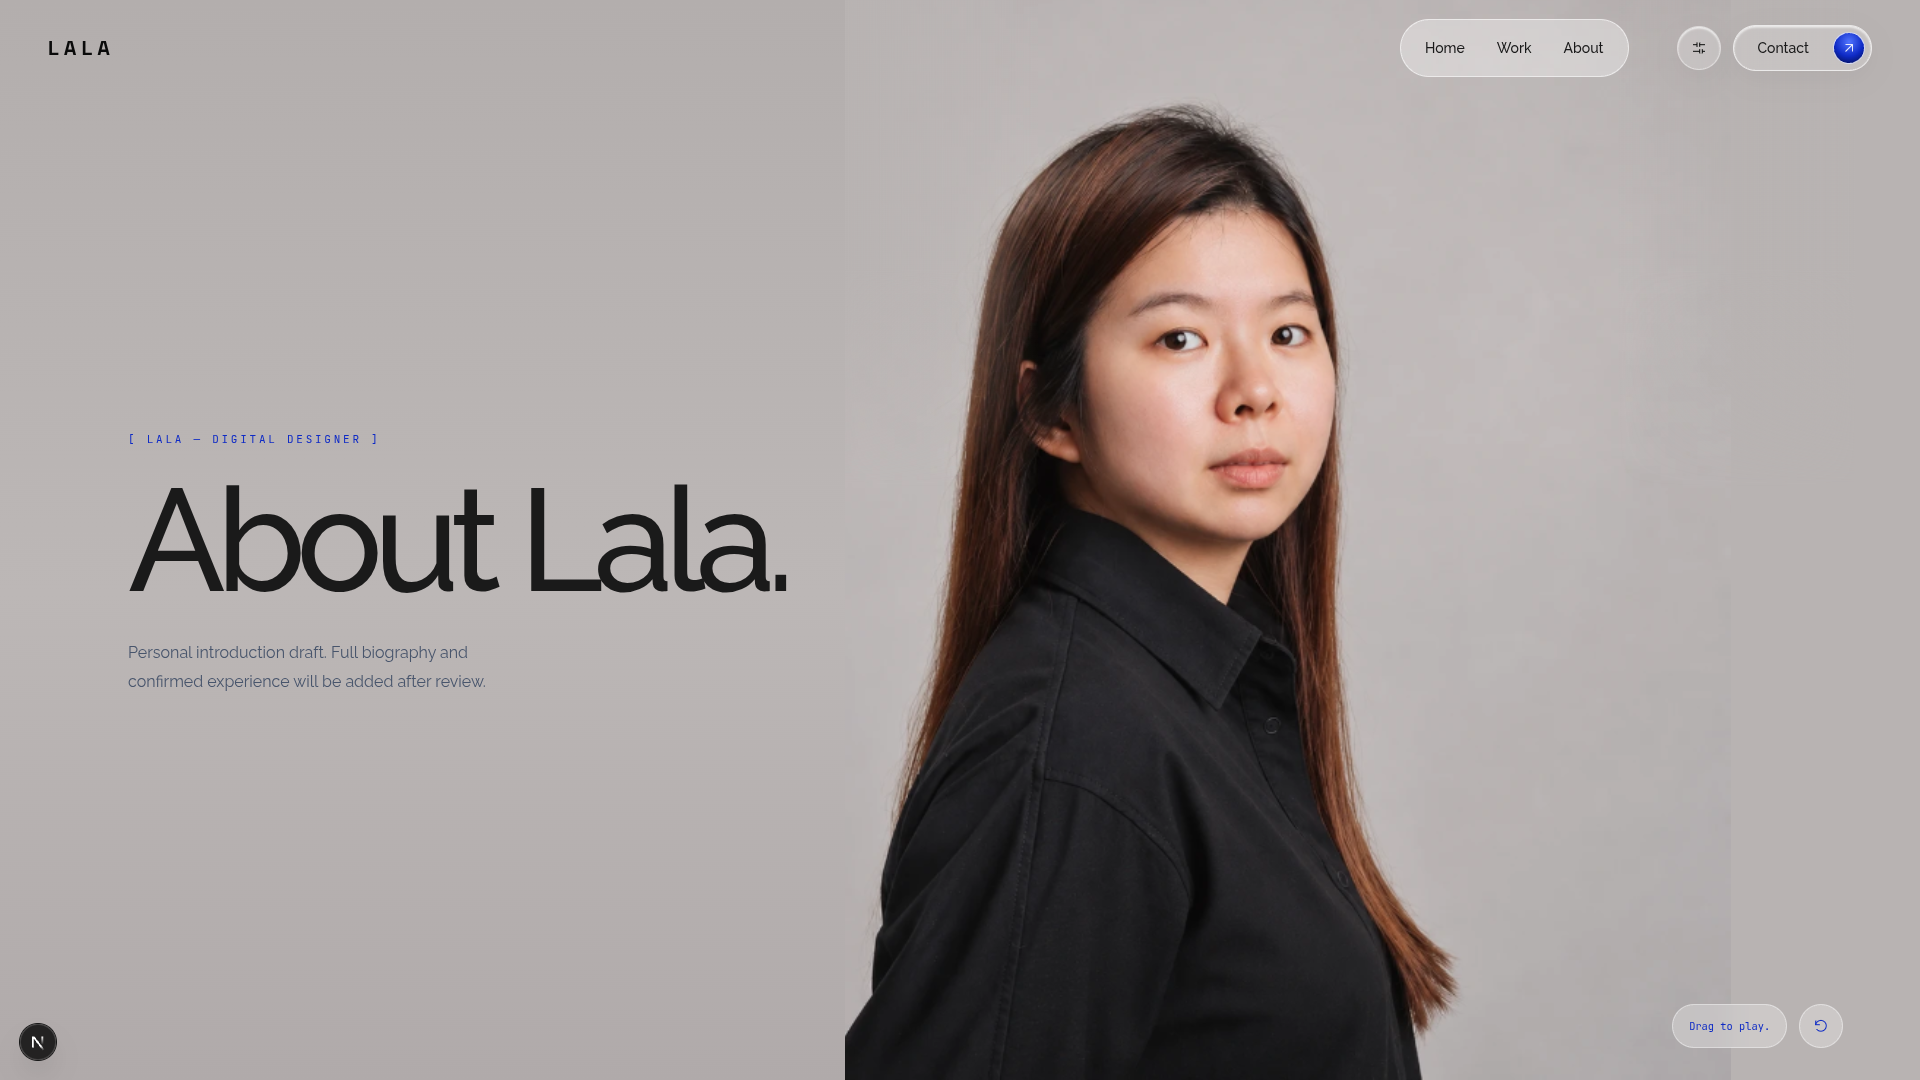 LALA
Home Work About Contact
[ LALA — DIGITAL DESIGNER ]
About Lala.
Personal introduction draft. Full biography and
confirmed experience will be added after review.
Drag to play.
N